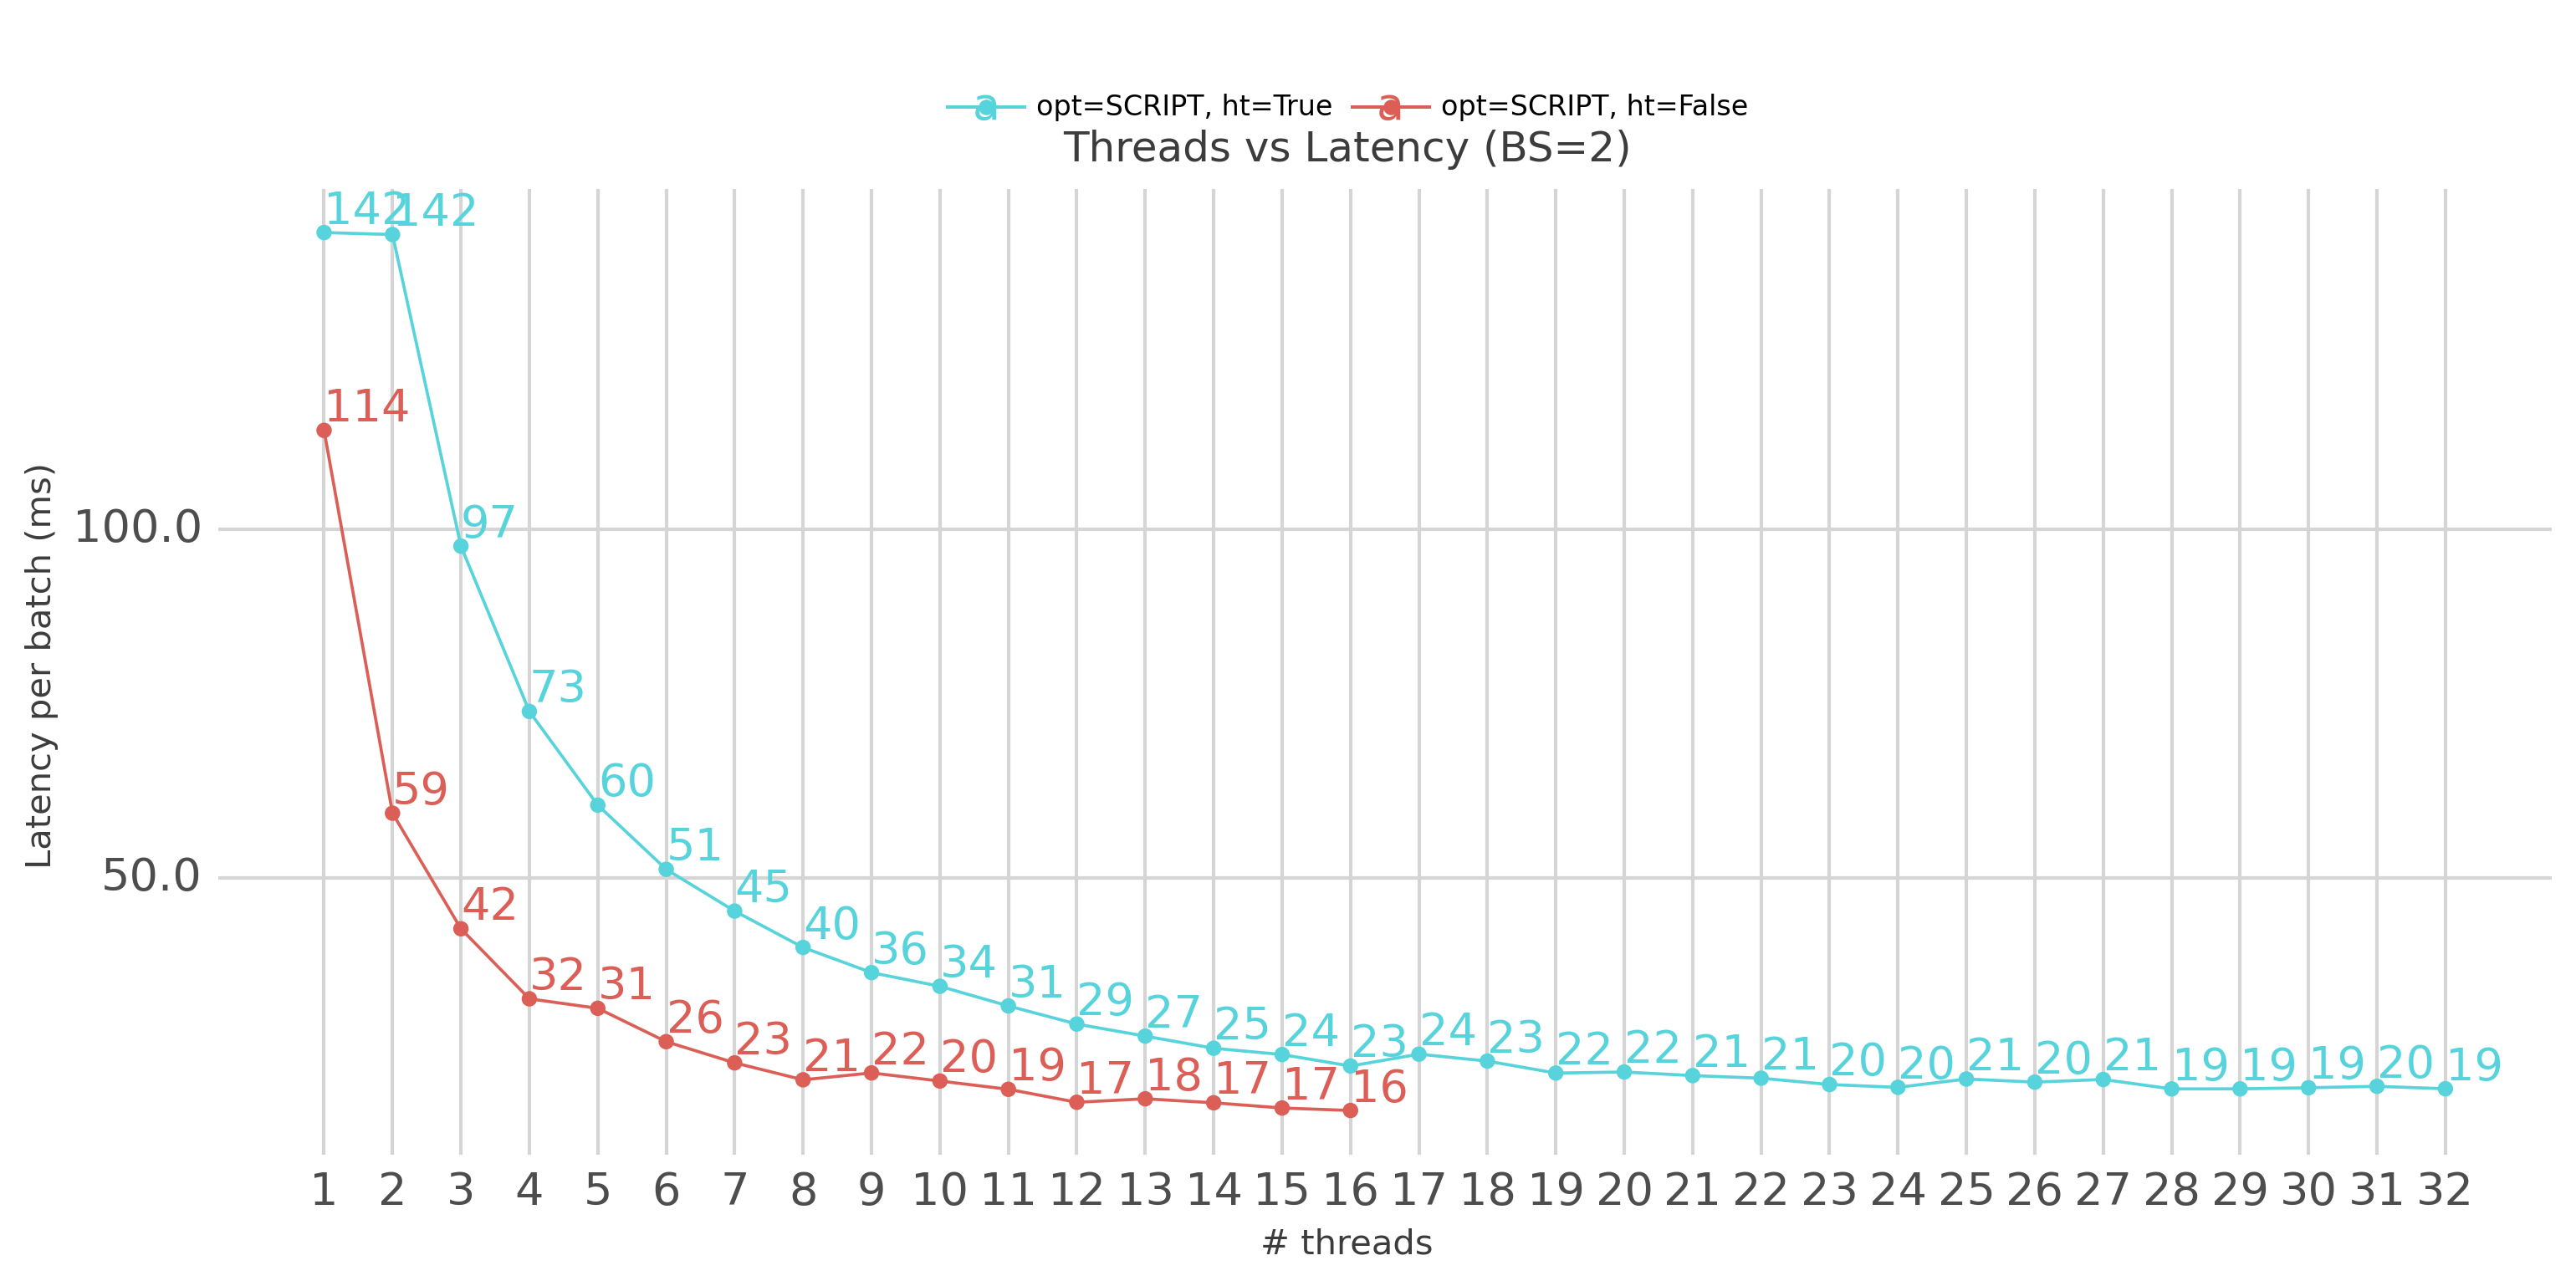 a opt=SCRIPT, ht=True a opt=SCRIPT, ht=False
Threads vs Latency (BS=2)
Latency per batch (ms)
100.0
50.0
142 142 97 73 60 51 45 40 36 34 31 29 27 25 24 23 24 23 22 22 21 21 20 20 21 20 21 19 19 19 20 19
114 59 42 32 31 26 23 21 22 20 19 17 18 17 17 16
1 2 3 4 5 6 7 8 9 10 11 12 13 14 15 16 17 18 19 20 21 22 23 24 25 26 27 28 29 30 31 32
# threads